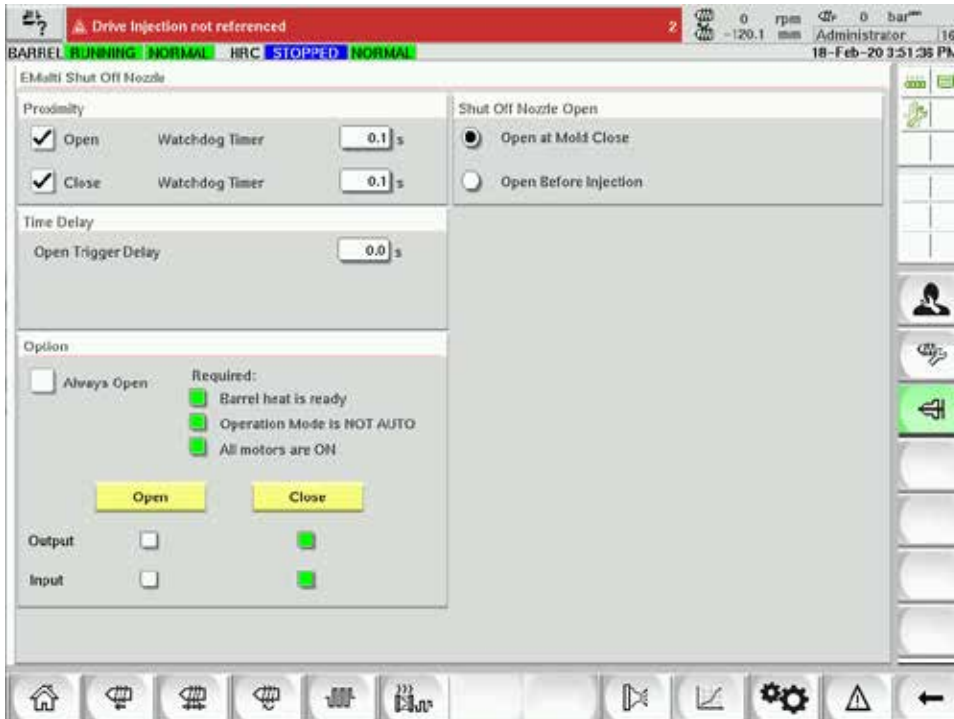 Drive Injection not referenced 2
0 rpm 0 bar
-120.1 mm Administrator 16
BARREL RUNNING NORMAL HRC STOPPED NORMAL 18-Feb-20 3:51:36 PM
EMulti Shut Off Nozzle
Proximity
Open Watchdog Timer 0.1 s
Close Watchdog Timer 0.1 s
Shut Off Nozzle Open
Open at Mold Close
Open Before Injection
Time Delay
Open Trigger Delay 0.0 s
Option
Always Open
Required:
Barrel heat is ready
Operation Mode is NOT AUTO
All motors are ON
Open Close
Output
Input